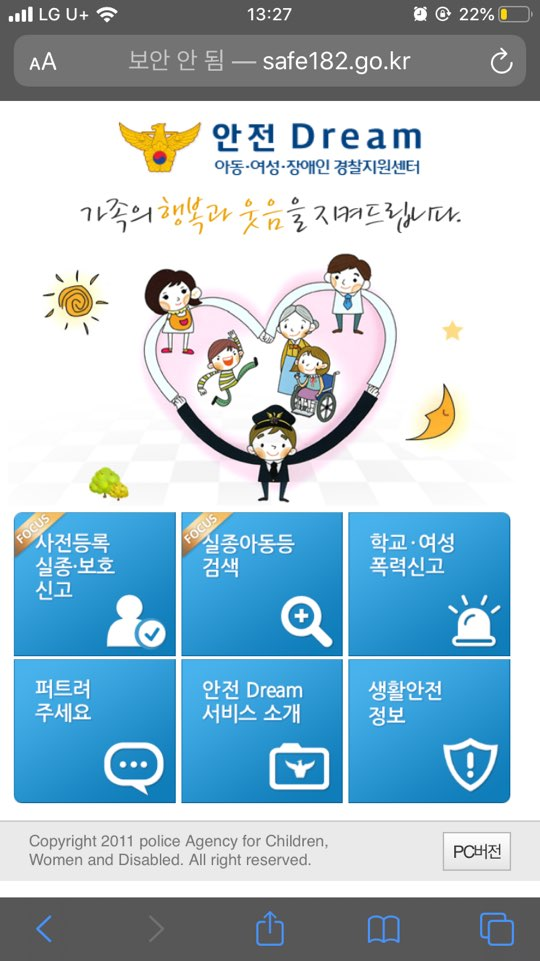 LG U+ 13:27 22%
AA 보안 안 됨 — safe182.go.kr
안전 Dream
아동·여성·장애인 경찰지원센터
가족의 행복과 웃음을 지켜드립니다.
FOCUS
사전등록
실종·보호
신고
FOCUS
실종아동등
검색
학교·여성
폭력신고
퍼트려
주세요
안전 Dream
서비스 소개
생활안전
정보
Copyright 2011 police Agency for Children,
Women and Disabled. All right reserved.
PC버전